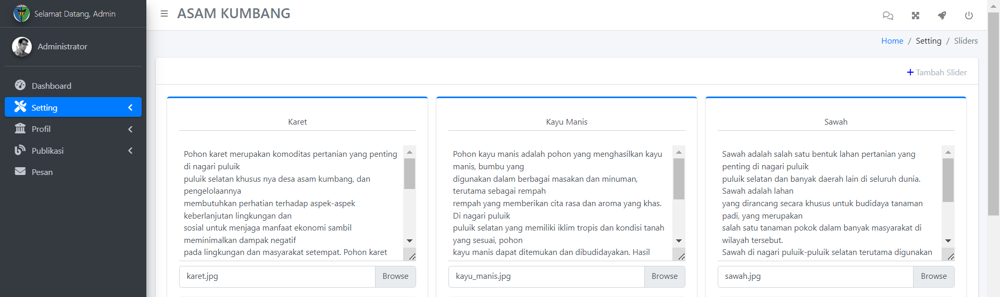 Selamat Datang, Admin
ASAM KUMBANG
Administrator
Home / Setting / Sliders
Tambah Slider
Dashboard
Setting
Profil
Publikasi
Pesan
Karet
Pohon karet merupakan komoditas pertanian yang penting
di nagari puluik
puluik selatan khusus nya desa asam kumbang, dan
pengelolaannya
membutuhkan perhatian terhadap aspek-aspek
keberlanjutan lingkungan dan
sosial untuk menjaga manfaat ekonomi sambil
meminimalkan dampak negatif
pada lingkungan dan masyarakat setempat. Pohon karet
karet.jpg
Browse
Kayu Manis
Pohon kayu manis adalah pohon yang menghasilkan kayu
manis, bumbu yang
digunakan dalam berbagai masakan dan minuman,
terutama sebagai rempah
rempah yang memberikan cita rasa dan aroma yang khas.
Di nagari puluik
puluik selatan yang memiliki iklim tropis dan kondisi tanah
yang sesuai, pohon
kayu manis dapat ditemukan dan dibudidayakan. Hasil
kayu_manis.jpg
Browse
Sawah
Sawah adalah salah satu bentuk lahan pertanian yang
penting di nagari puluik
puluik selatan dan banyak daerah lain di seluruh dunia.
Sawah adalah lahan
yang dirancang secara khusus untuk budidaya tanaman
padi, yang merupakan
salah satu tanaman pokok dalam banyak masyarakat di
wilayah tersebut.
Sawah di nagari puluik-puluik selatan terutama digunakan
sawah.jpg
Browse